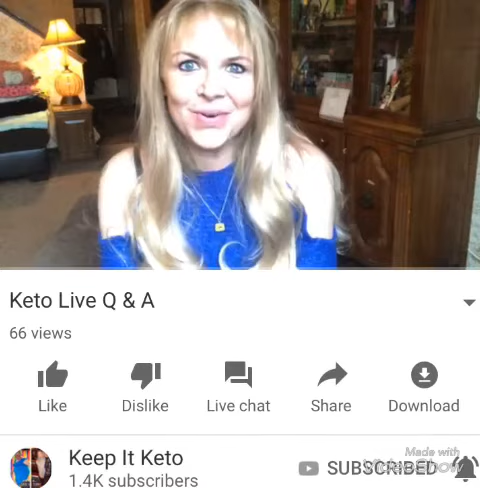 Keto Live Q & A
66 views
Like
Dislike
Live chat
Share
Download
Keep It Keto
1.4K subscribers
SUBSCRIBED
Made with
VideoShow